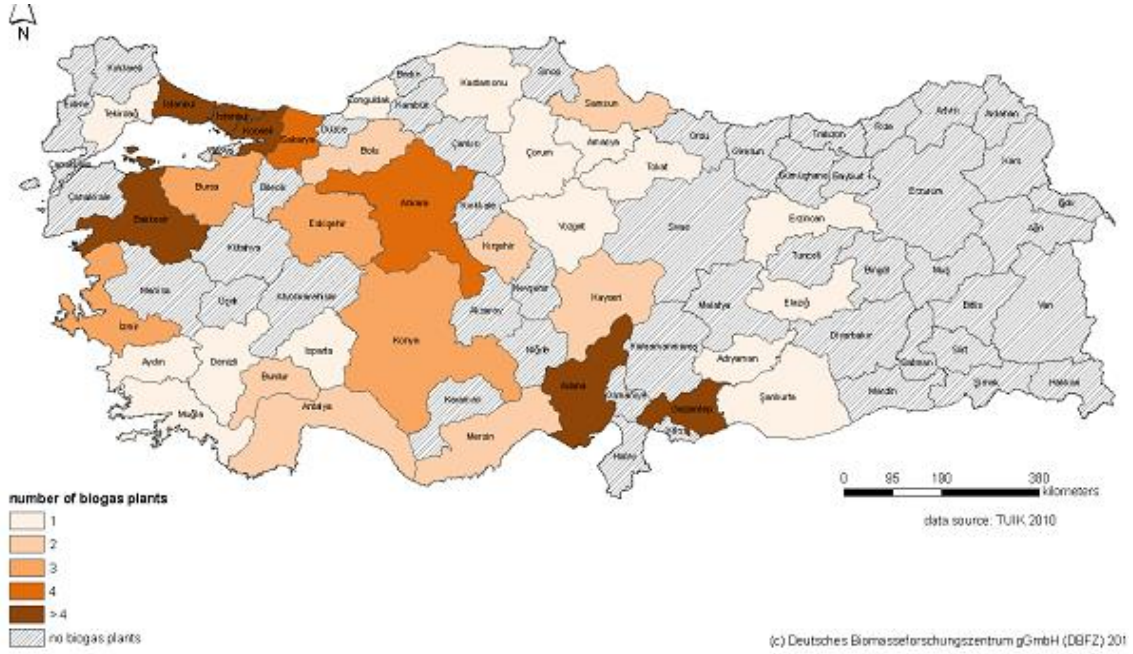 N
Kırklareli
Edirne
Tekirdağ
İstanbul
İstanbul
Kocaeli
Sakarya
Düzce
Zonguldak
Bartın
Karabük
Kastamonu
Sinop
Samsun
Ordu
Giresun
Trabzon
Rize
Artvin
Ardahan
Çanakkale
Balıkesir
Bursa
Bilecik
Bolu
Çankırı
Çorum
Amasya
Tokat
Gümüşhane
Bayburt
Erzurum
Kars
Iğdır
Ağrı
Eskişehir
Ankara
Kırıkkale
Yozgat
Sivas
Erzincan
Tunceli
Bingöl
Muş
Kütahya
Kırşehir
Manisa
Uşak
Afyonkarahisar
Nevşehir
Kayseri
Malatya
Elazığ
Bitlis
Van
İzmir
Konya
Aksaray
Niğde
Kahramanmaraş
Diyarbakır
Batman
Siirt
Aydın
Denizli
Isparta
Burdur
Adıyaman
Mardin
Şırnak
Hakkari
Muğla
Antalya
Karaman
Mersin
Adana
Osmaniye
Gaziantep
Kilis
Şanlıurfa
Hatay
number of biogas plants
1
2
3
4
>4
no biogas plants
0 95 190 380
kilometers
data source: TUIK 2010
(c) Deutsches Biomasseforschungszentrum gGmbH (DBFZ) 201